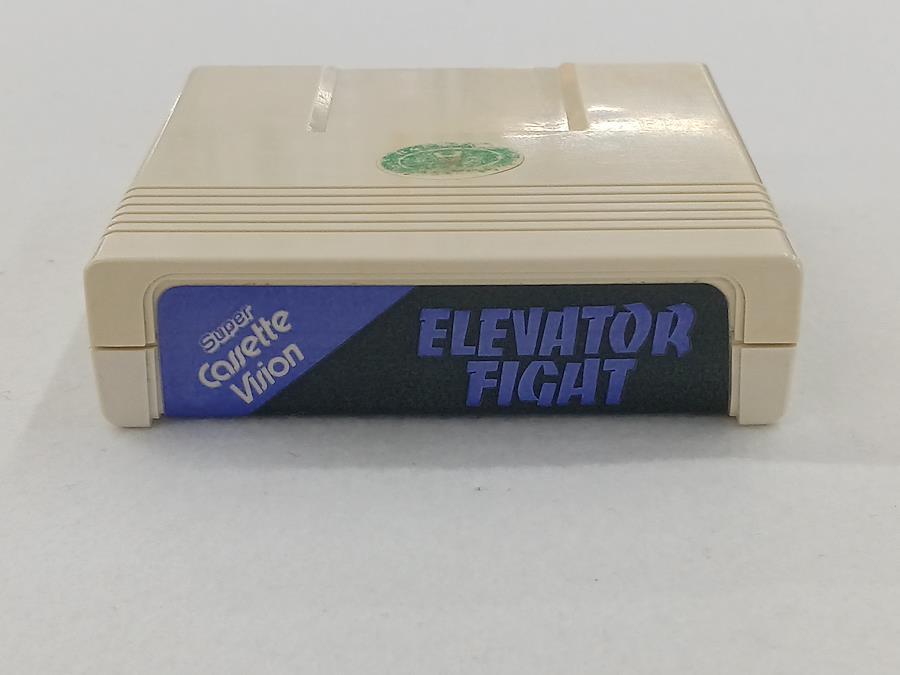 Super
Cassette
Vision
ELEVATOR
FIGHT